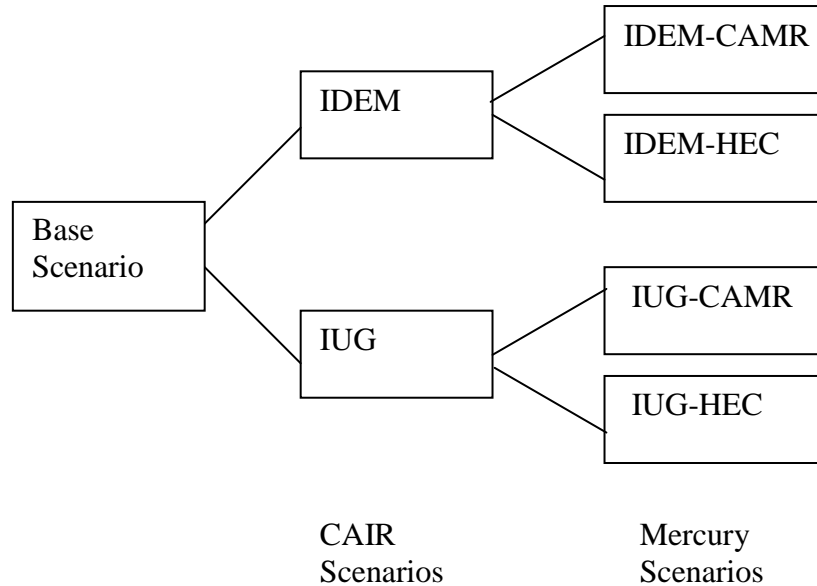 IDEM-CAMR
IDEM
IDEM-HEC
Base
Scenario
IUG-CAMR
IUG
IUG-HEC
CAIR
Scenarios
Mercury
Scenarios